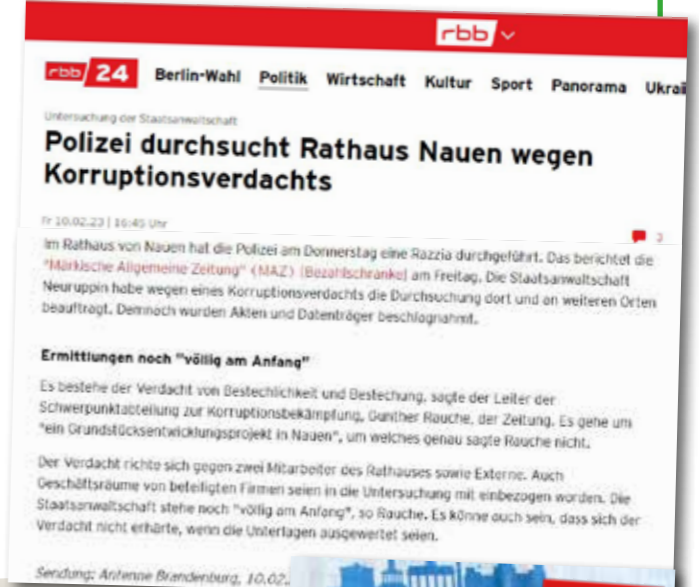 rbb
rbb 24 Berlin-Wahl Politik Wirtschaft Kultur Sport Panorama Ukrai
Untersuchung der Staatsanwaltschaft
Polizei durchsucht Rathaus Nauen wegen
Korruptionsverdachts
Fr 10.02.23 | 16:45 Uhr
3
Im Rathaus von Nauen hat die Polizei am Donnerstag eine Razzia durchgeführt. Das berichtet die
"Märkische Allgemeine Zeitung" (MAZ) [Bezahlschranke] am Freitag. Die Staatsanwaltschaft
Neuruppin habe wegen eines Korruptionsverdachts die Durchsuchung dort und an weiteren Orten
beauftragt. Demnach wurden Akten und Datenträger beschlagnahmt.
Ermittlungen noch "völlig am Anfang"
Es bestehe der Verdacht von Bestechlichkeit und Bestechung, sagte der Leiter der
Schwerpunktabteilung zur Korruptionsbekämpfung, Gunther Rauche, der Zeitung. Es gehe um
"ein Grundstücksentwicklungsprojekt in Nauen", um welches genau sagte Rauche nicht.
Der Verdacht richte sich gegen zwei Mitarbeiter des Rathauses sowie Externe. Auch
Geschäftsräume von beteiligten Firmen seien in die Untersuchung mit einbezogen worden. Die
Staatsanwaltschaft stehe noch "völlig am Anfang", so Rauche. Es könne auch sein, dass sich der
Verdacht nicht erhärte, wenn die Unterlagen ausgewertet seien.
Sendung: Antenne Brandenburg, 10.02.